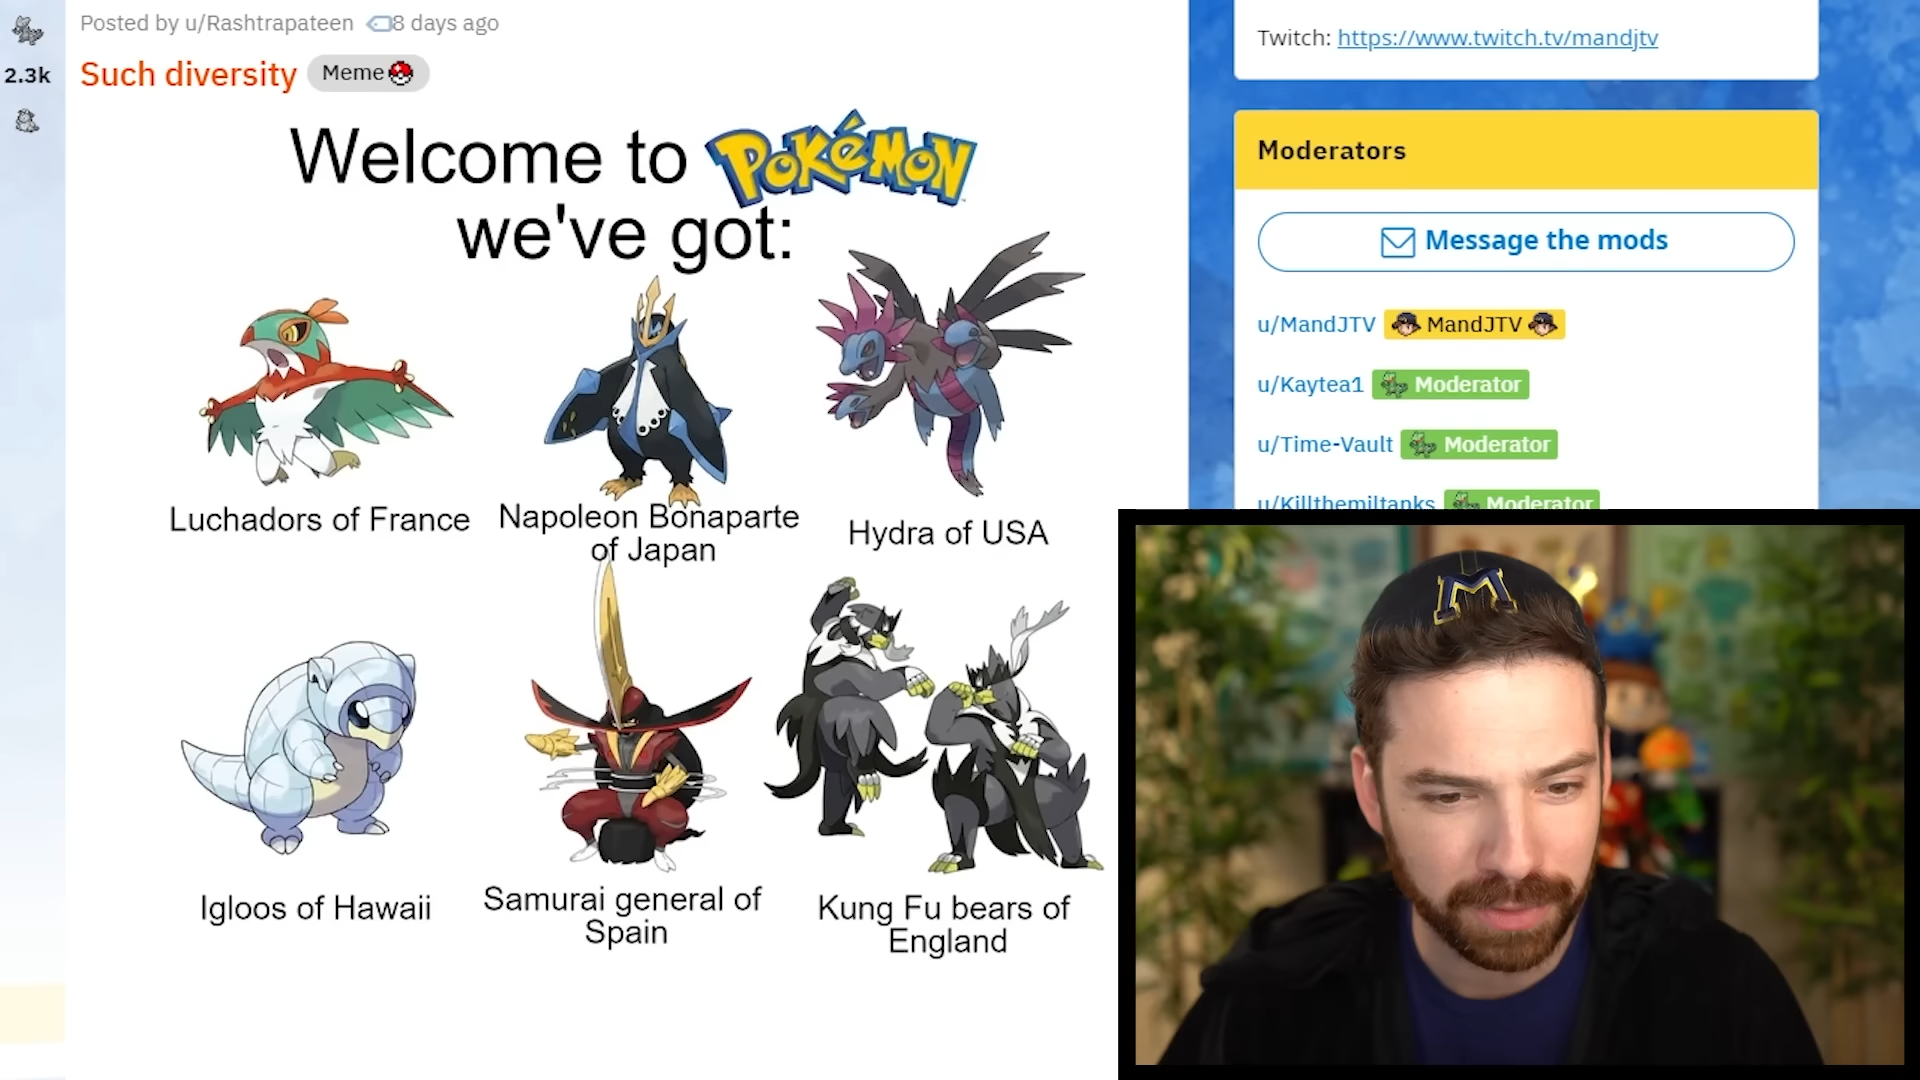 Posted by u/Rashtrapateen 8 days ago
2.3k
Such diversity Meme
Welcome to POKéMON
we've got:
Luchadors of France
Napoleon Bonaparte
of Japan
Hydra of USA
Igloos of Hawaii
Samurai general of
Spain
Kung Fu bears of
England
Twitch: https://www.twitch.tv/mandjtv
Moderators
Message the mods
u/MandJTV MandJTV
u/Kaytea1 Moderator
u/Time-Vault Moderator
u/Killthemiltanks Moderator
M